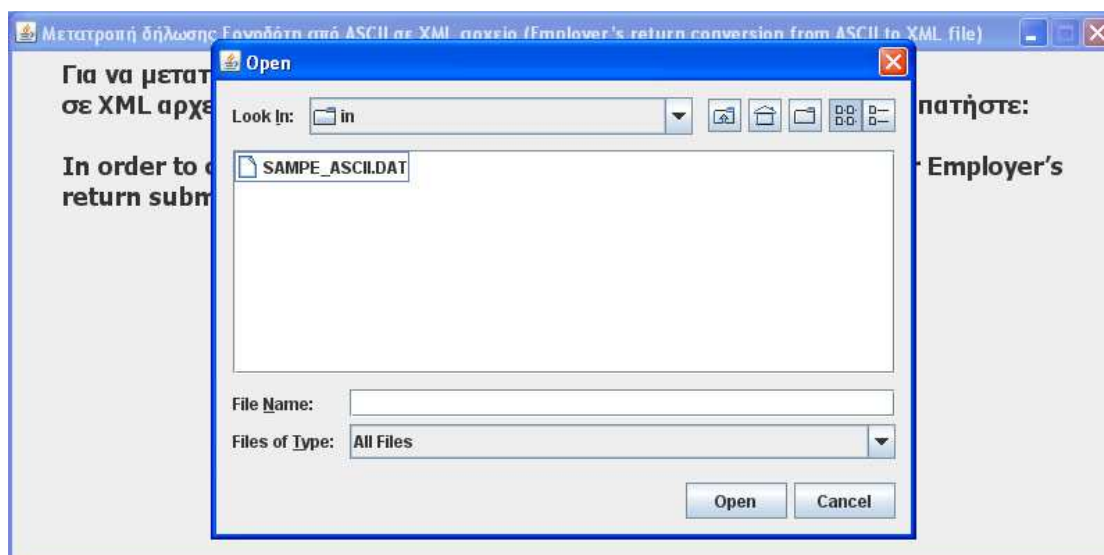 Μετατροπή δήλωσης Εργοδότη από ASCII σε XML αρχείο (Employer's return conversion from ASCII to XML file)
Για να μετατ
σε XML αρχε πατήστε:
In order to Employer's
return subm
Open
Look In: in
SAMPE_ASCII.DAT
File Name:
Files of Type: All Files
Open Cancel